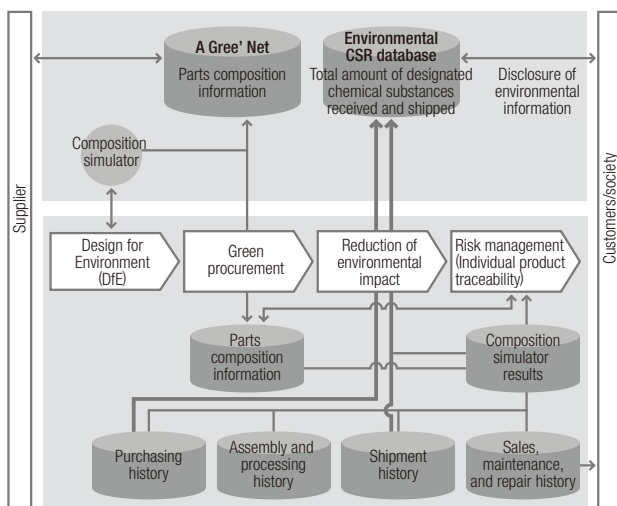 Supplier
A Gree' Net
Parts composition
information
Environmental
CSR database
Total amount of designated
chemical substances
received and shipped
Disclosure of
environmental
information
Customers/society
Composition
simulator
Design for
Environment
(DfE)
Green
procurement
Reduction of
environmental
impact
Risk management
(Individual product
traceability)
Parts
composition
information
Composition
simulator
results
Purchasing
history
Assembly and
processing history
Shipment
history
Sales,
maintenance,
and repair history